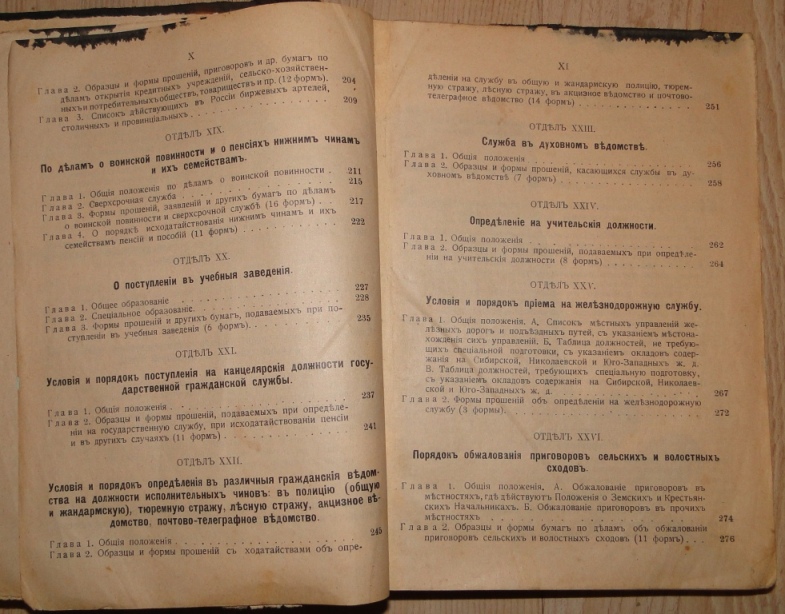 X
Глава 2. Образцы и формы прошеній, приговоровъ и др. бумагъ по
дѣламъ открытія кредитныхъ учрежденій, сельско-хозяйствен-
ныхъ и потребительныхъ обществъ, товариществъ и пр. (12 формъ). 204
Глава 3. Списокъ дѣйствующихъ въ Россіи биржевыхъ артелей,
столичныхъ и провинціальныхъ . . . . . . . . 209
ОТДѢЛЪ XIX.
По дѣламъ о воинской повинности и о пенсіяхъ нижнимъ чинамъ
и ихъ семействамъ.
Глава 1. Общія положенія по дѣламъ о воинской повинности . 211
Глава 2. Сверхсрочная служба . . . . . . . . 215
Глава 3. Формы прошеній, заявленій и другихъ бумагъ по дѣламъ
о воинской повинности и сверхсрочной службѣ (16 формъ) . . 217
Глава 4. О порядкѣ исходатайствованія нижнимъ чинамъ и ихъ
семействамъ пенсій и пособій (11 формъ) . . . . . . 222
ОТДѢЛЪ XX.
О поступленіи въ учебныя заведенія.
Глава 1. Общее образованіе . . . . . . . . 227
Глава 2. Спеціальное образованіе . . . . . . . . 228
Глава 3. Формы прошеній и другихъ бумагъ, подаваемыхъ при по-
ступленіи въ учебныя заведенія (6 формъ). . . . . . . 235
ОТДѢЛЪ XXI.
Условія и порядокъ поступленія на канцелярскія должности госу-
дарственной гражданской службы.
Глава 1. Общія положенія . . . . . . . . 237
Глава 2. Образцы и формы прошеній, подаваемыхъ при опредѣле-
ніи на государственную службу, при исходатайствованіи пенсіи
и въ другихъ случаяхъ (11 формъ) . . . . . . . . 241
ОТДѢЛЪ XXII.
Условія и порядокъ опредѣленія въ различныя гражданскія вѣдом-
ства на должности исполнительныхъ чиновъ: въ полицію (общую
и жандармскую), тюремную стражу, лѣсную стражу, акцизное вѣ-
домство, почтово-телеграфное вѣдомство.
Глава 1. Общія положенія . . . . . . . . 245
Глава 2. Образцы и формы прошеній съ ходатайствами объ опре-
XI
дѣленіи на службу въ общую и жандармскую полицію, тюрем-
ную стражу, лѣсную стражу, въ акцизное вѣдомство и почтово-
телеграфное вѣдомство (14 формъ) . . . . . . . . 251
ОТДѢЛЪ XXIII.
Служба въ духовномъ вѣдомствѣ.
Глава 1. Общія положенія . . . . . . . . 256
Глава 2. Образцы и формы прошеній, касающихся службы въ ду-
ховномъ вѣдомствѣ (7 формъ) . . . . . . . . 258
ОТДѢЛЪ XXIV.
Опредѣленіе на учительскія должности.
Глава 1. Общія положенія . . . . . . . . 262
Глава 2. Образцы и формы прошеній, подаваемыхъ при опредѣле-
ніи на учительскія должности (8 формъ) . . . . . . . . 264
ОТДѢЛЪ XXV.
Условія и порядокъ пріема на желѣзнодорожную службу.
Глава 1. Общія положенія, А, Списокъ мѣстныхъ управленій же-
лѣзныхъ дорогъ и подъѣздныхъ путей, съ указаніемъ мѣстона-
хожденія сихъ управленій. Б, Таблица должностей, не требую-
щихъ спеціальной подготовки, съ указаніемъ окладовъ содер-
жанія на Сибирской, Николаевской и Юго-Западныхъ ж. д.
В. Таблица должностей, требующихъ спеціальную подготовку,
съ указаніемъ окладовъ содержанія на Сибирской, Николаев-
ской и Юго-Западныхъ ж. д. . . . . . . . . 267
Глава 2. Формы прошеній объ опредѣленіи на желѣзнодорожную
службу (3 формы). . . . . . . . . 272
ОТДѢЛЪ XXVI.
Порядокъ обжалованія приговоровъ сельскихъ и волостныхъ
сходовъ.
Глава 1. Общія положенія, А. Обжалованіе приговоровъ въ
мѣстностяхъ, гдѣ дѣйствуютъ Положенія о Земскихъ и Крестьян-
скихъ Начальникахъ. Б. Обжалованіе приговоровъ въ прочихъ
мѣстностяхъ . . . . . . . . 274
Глава 2. Образцы и формы бумагъ по дѣламъ объ обжалованіи
приговоровъ сельскихъ и волостныхъ сходовъ (11 формъ) . . . 276